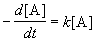 -d[A]/dt = k[A]